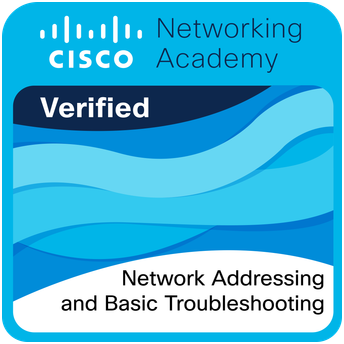 CISCO
Networking
Academy
Verified
Network Addressing
and Basic Troubleshooting